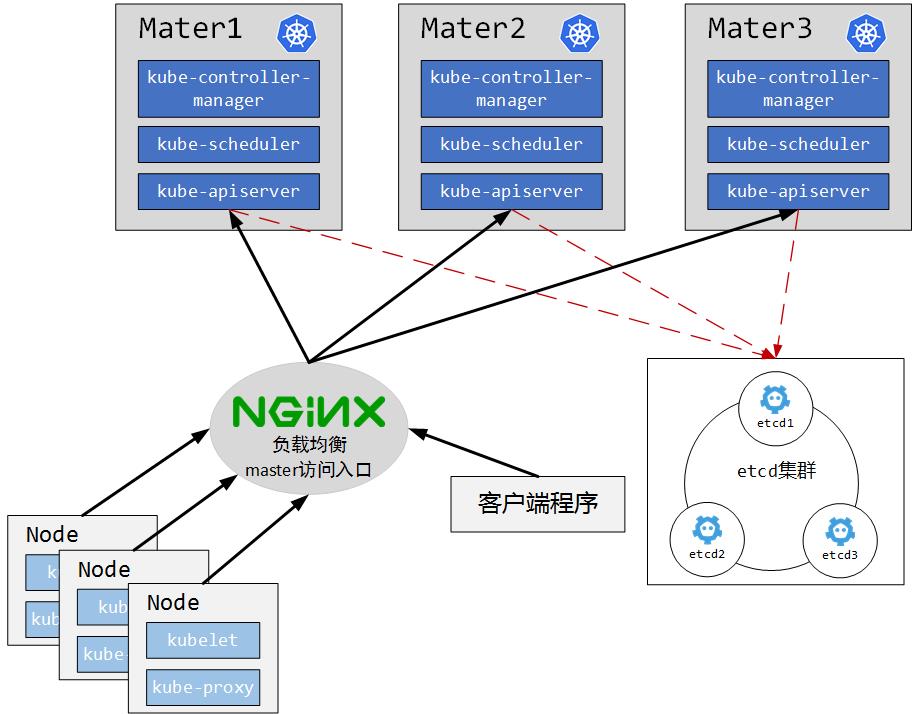 Mater1
kube-controller-
manager
kube-scheduler
kube-apiserver
Mater2
kube-controller-
manager
kube-scheduler
kube-apiserver
Mater3
kube-controller-
manager
kube-scheduler
kube-apiserver
NGINX
负载均衡
master访问入口
客户端程序
etcd1
etcd集群
etcd2
etcd3
Node
ku
kub
Node
kub
kube-
Node
kubelet
kube-proxy